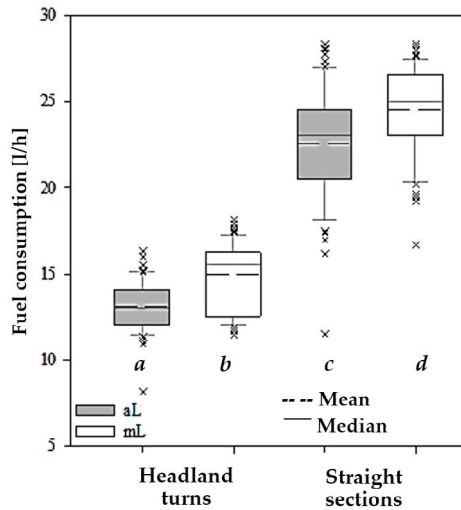 Fuel consumption [l/h]
30
25
20
15
10
5
a
b
c
d
aL
mL
Mean
Median
Headland
turns
Straight
sections